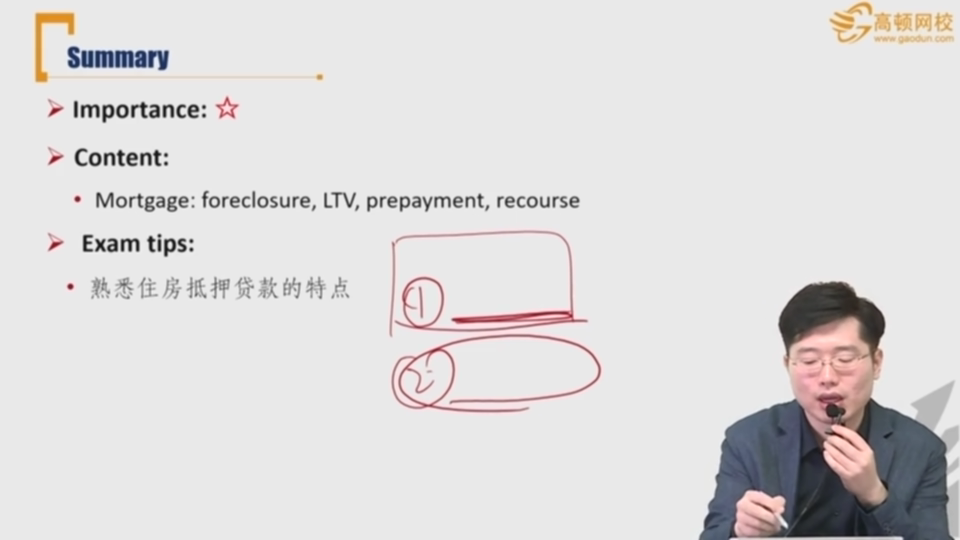 Summary
高顿网校
www.gaodun.com
Importance: ☆
Content:
Mortgage: foreclosure, LTV, prepayment, recourse
Exam tips:
熟悉住房抵押贷款的特点
1
2